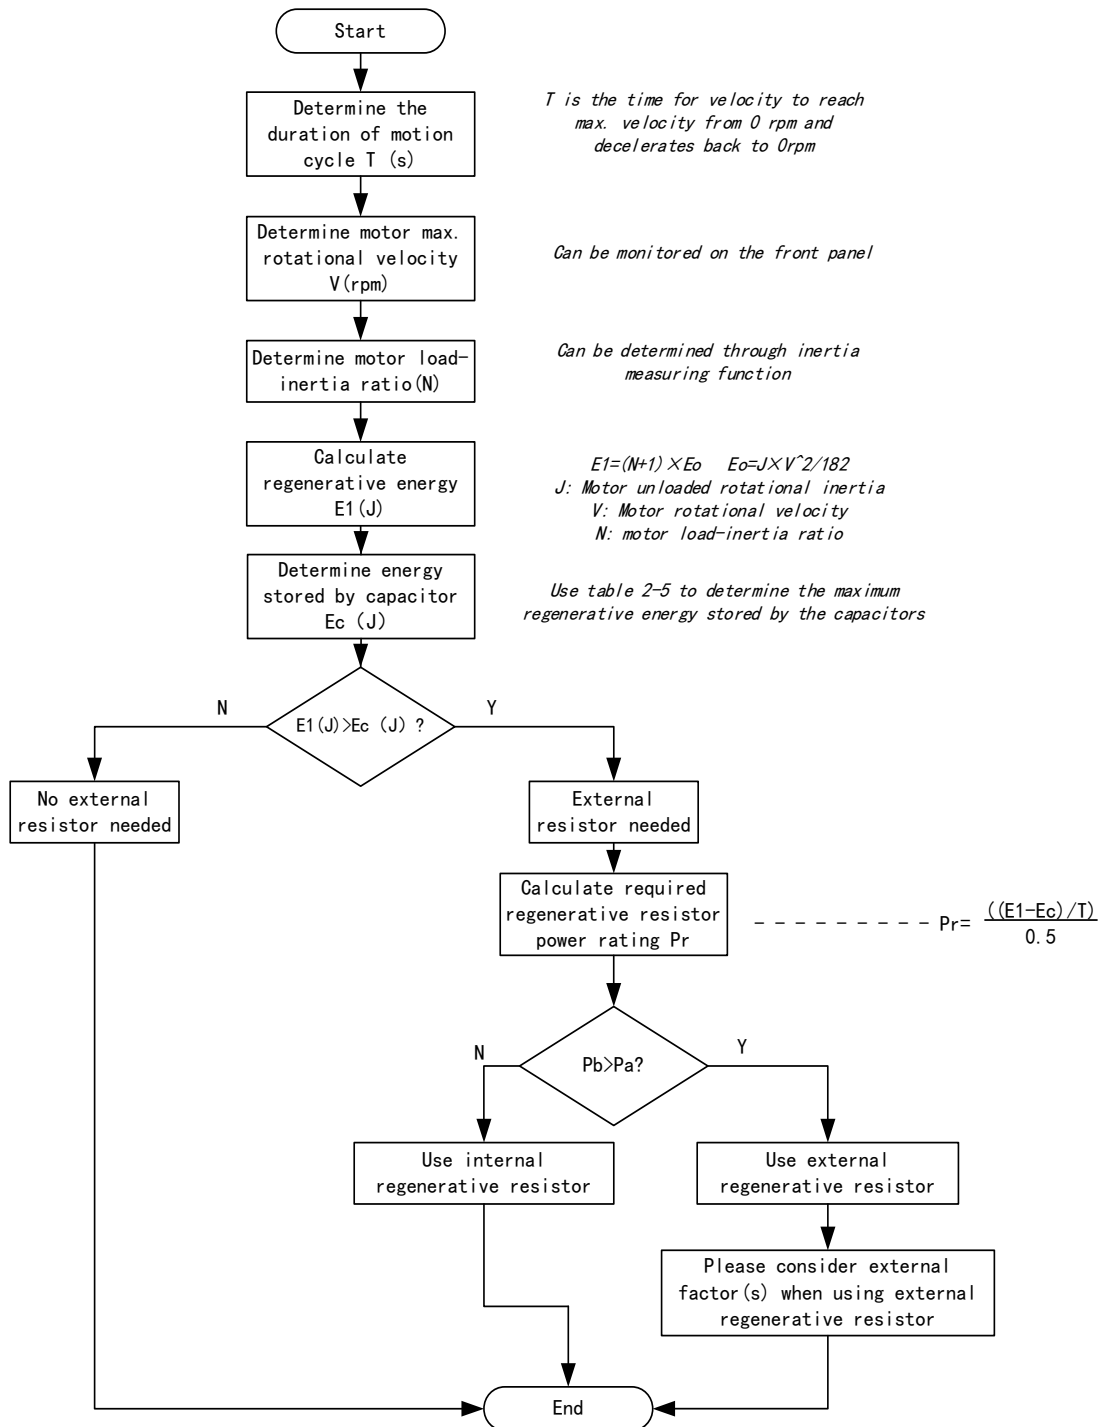 Start
Determine the
duration of motion
cycle T (s)
T is the time for velocity to reach
max. velocity from 0 rpm and
decelerates back to 0rpm
Determine motor max.
rotational velocity
V(rpm)
Can be monitored on the front panel
Determine motor load-
inertia ratio(N)
Can be determined through inertia
measuring function
Calculate
regenerative energy
E1(J)
E1=(N+1)×Eo Eo=J×V^2/182
J: Motor unloaded rotational inertia
V: Motor rotational velocity
N: motor load-inertia ratio
Determine energy
stored by capacitor
Ec (J)
Use table 2-5 to determine the maximum
regenerative energy stored by the capacitors
N
E1(J)>Ec (J) ?
Y
No external
resistor needed
External
resistor needed
Calculate required
regenerative resistor
power rating Pr
Pr= ((E1-Ec)/T)
0.5
N
Pb>Pa?
Y
Use internal
regenerative resistor
Use external
regenerative resistor
Please consider external
factor(s) when using external
regenerative resistor
End